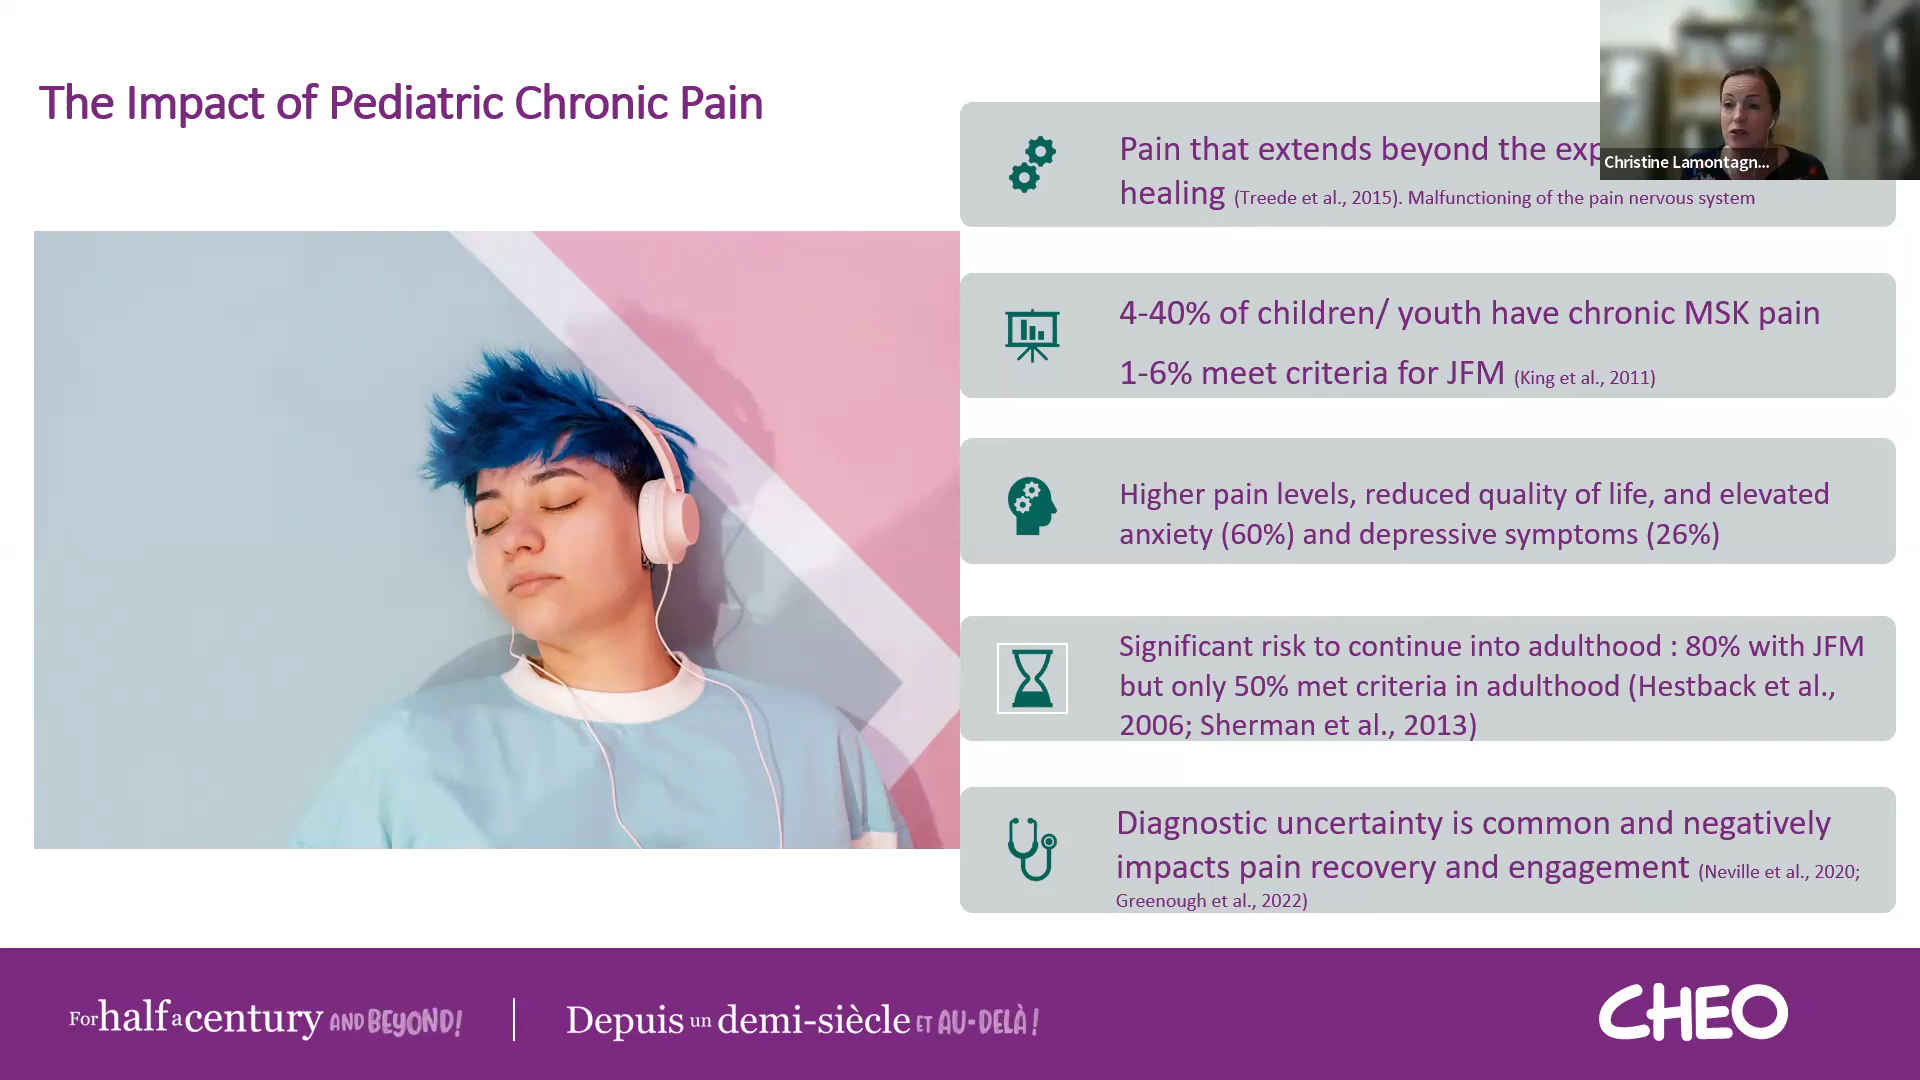 The Impact of Pediatric Chronic Pain
Pain that extends beyond the
healing (Treede et al., 2015). Malfunctioning of the pain nervous system
Christine Lamontagn...
4-40% of children/ youth have chronic MSK pain
1-6% meet criteria for JFM (King et al., 2011)
Higher pain levels, reduced quality of life, and elevated
anxiety (60%) and depressive symptoms (26%)
Significant risk to continue into adulthood : 80% with JFM
but only 50% met criteria in adulthood (Hestback et al.,
2006; Sherman et al., 2013)
Diagnostic uncertainty is common and negatively
impacts pain recovery and engagement (Neville et al., 2020;
Greenough et al., 2022)
For half a century AND BEYOND!
Depuis un demi-siècle ET AU-DELÀ!
CHEO